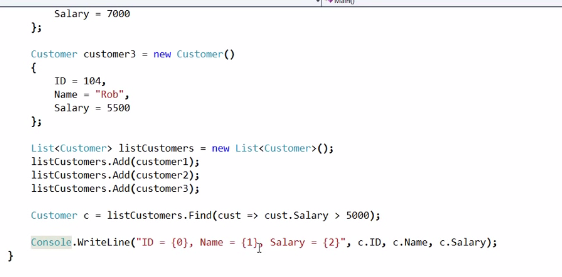 Main()
Salary = 7000
};
Customer customer3 = new Customer()
{
ID = 104,
Name = "Rob",
Salary = 5500
};
List<Customer> listCustomers = new List<Customer>();
listCustomers.Add(customer1);
listCustomers.Add(customer2);
listCustomers.Add(customer3);
Customer c = listCustomers.Find(cust => cust.Salary > 5000);
Console.WriteLine("ID = {0}, Name = {1}, Salary = {2}", c.ID, c.Name, c.Salary);
}